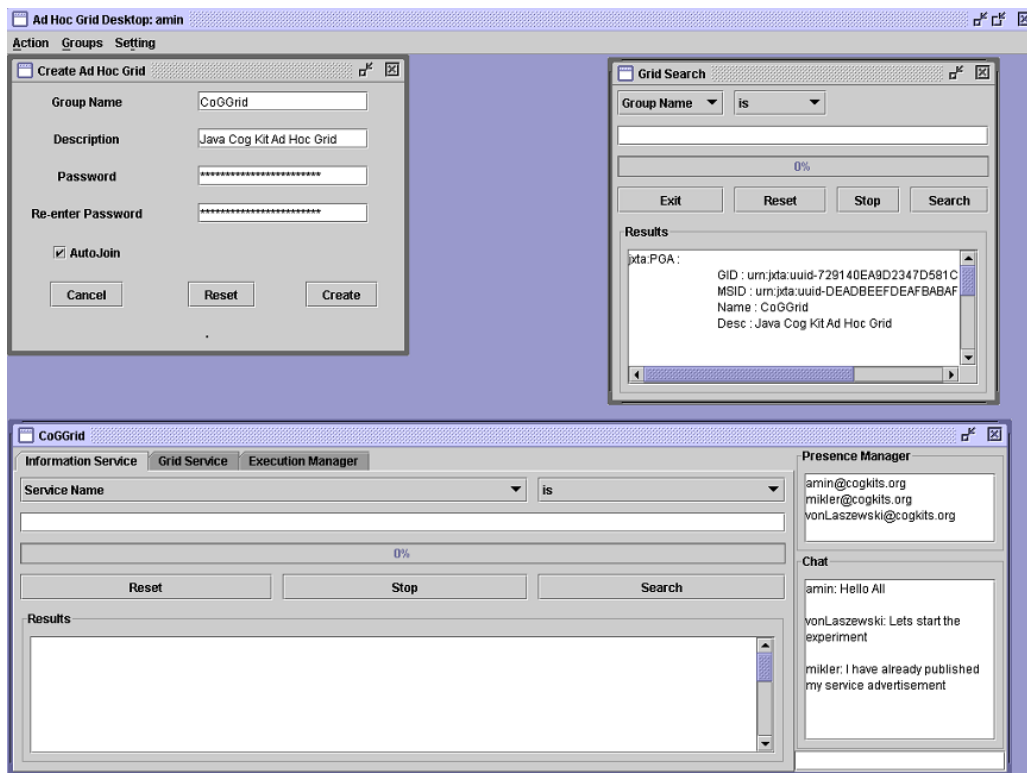 Ad Hoc Grid Desktop: amin
Action Groups Setting
Create Ad Hoc Grid
Group Name CoGGrid
Description Java Cog Kit Ad Hoc Grid
Password ************************
Re-enter Password ************************
AutoJoin
Cancel Reset Create
Grid Search
Group Name is
0%
Exit Reset Stop Search
Results
jxta:PGA :
GID : urn:jxta:uuid-729140EA9D2347D581C
MSID : urn:jxta:uuid-DEADBEEFDEAFBABAF
Name : CoGGrid
Desc : Java Cog Kit Ad Hoc Grid
CoGGrid
Information Service Grid Service Execution Manager
Service Name is
0%
Reset Stop Search
Results
Presence Manager
amin@cogkits.org
mikler@cogkits.org
vonLaszewski@cogkits.org
Chat
amin: Hello All
vonLaszewski: Lets start the
experiment
mikler: I have already published
my service advertisement